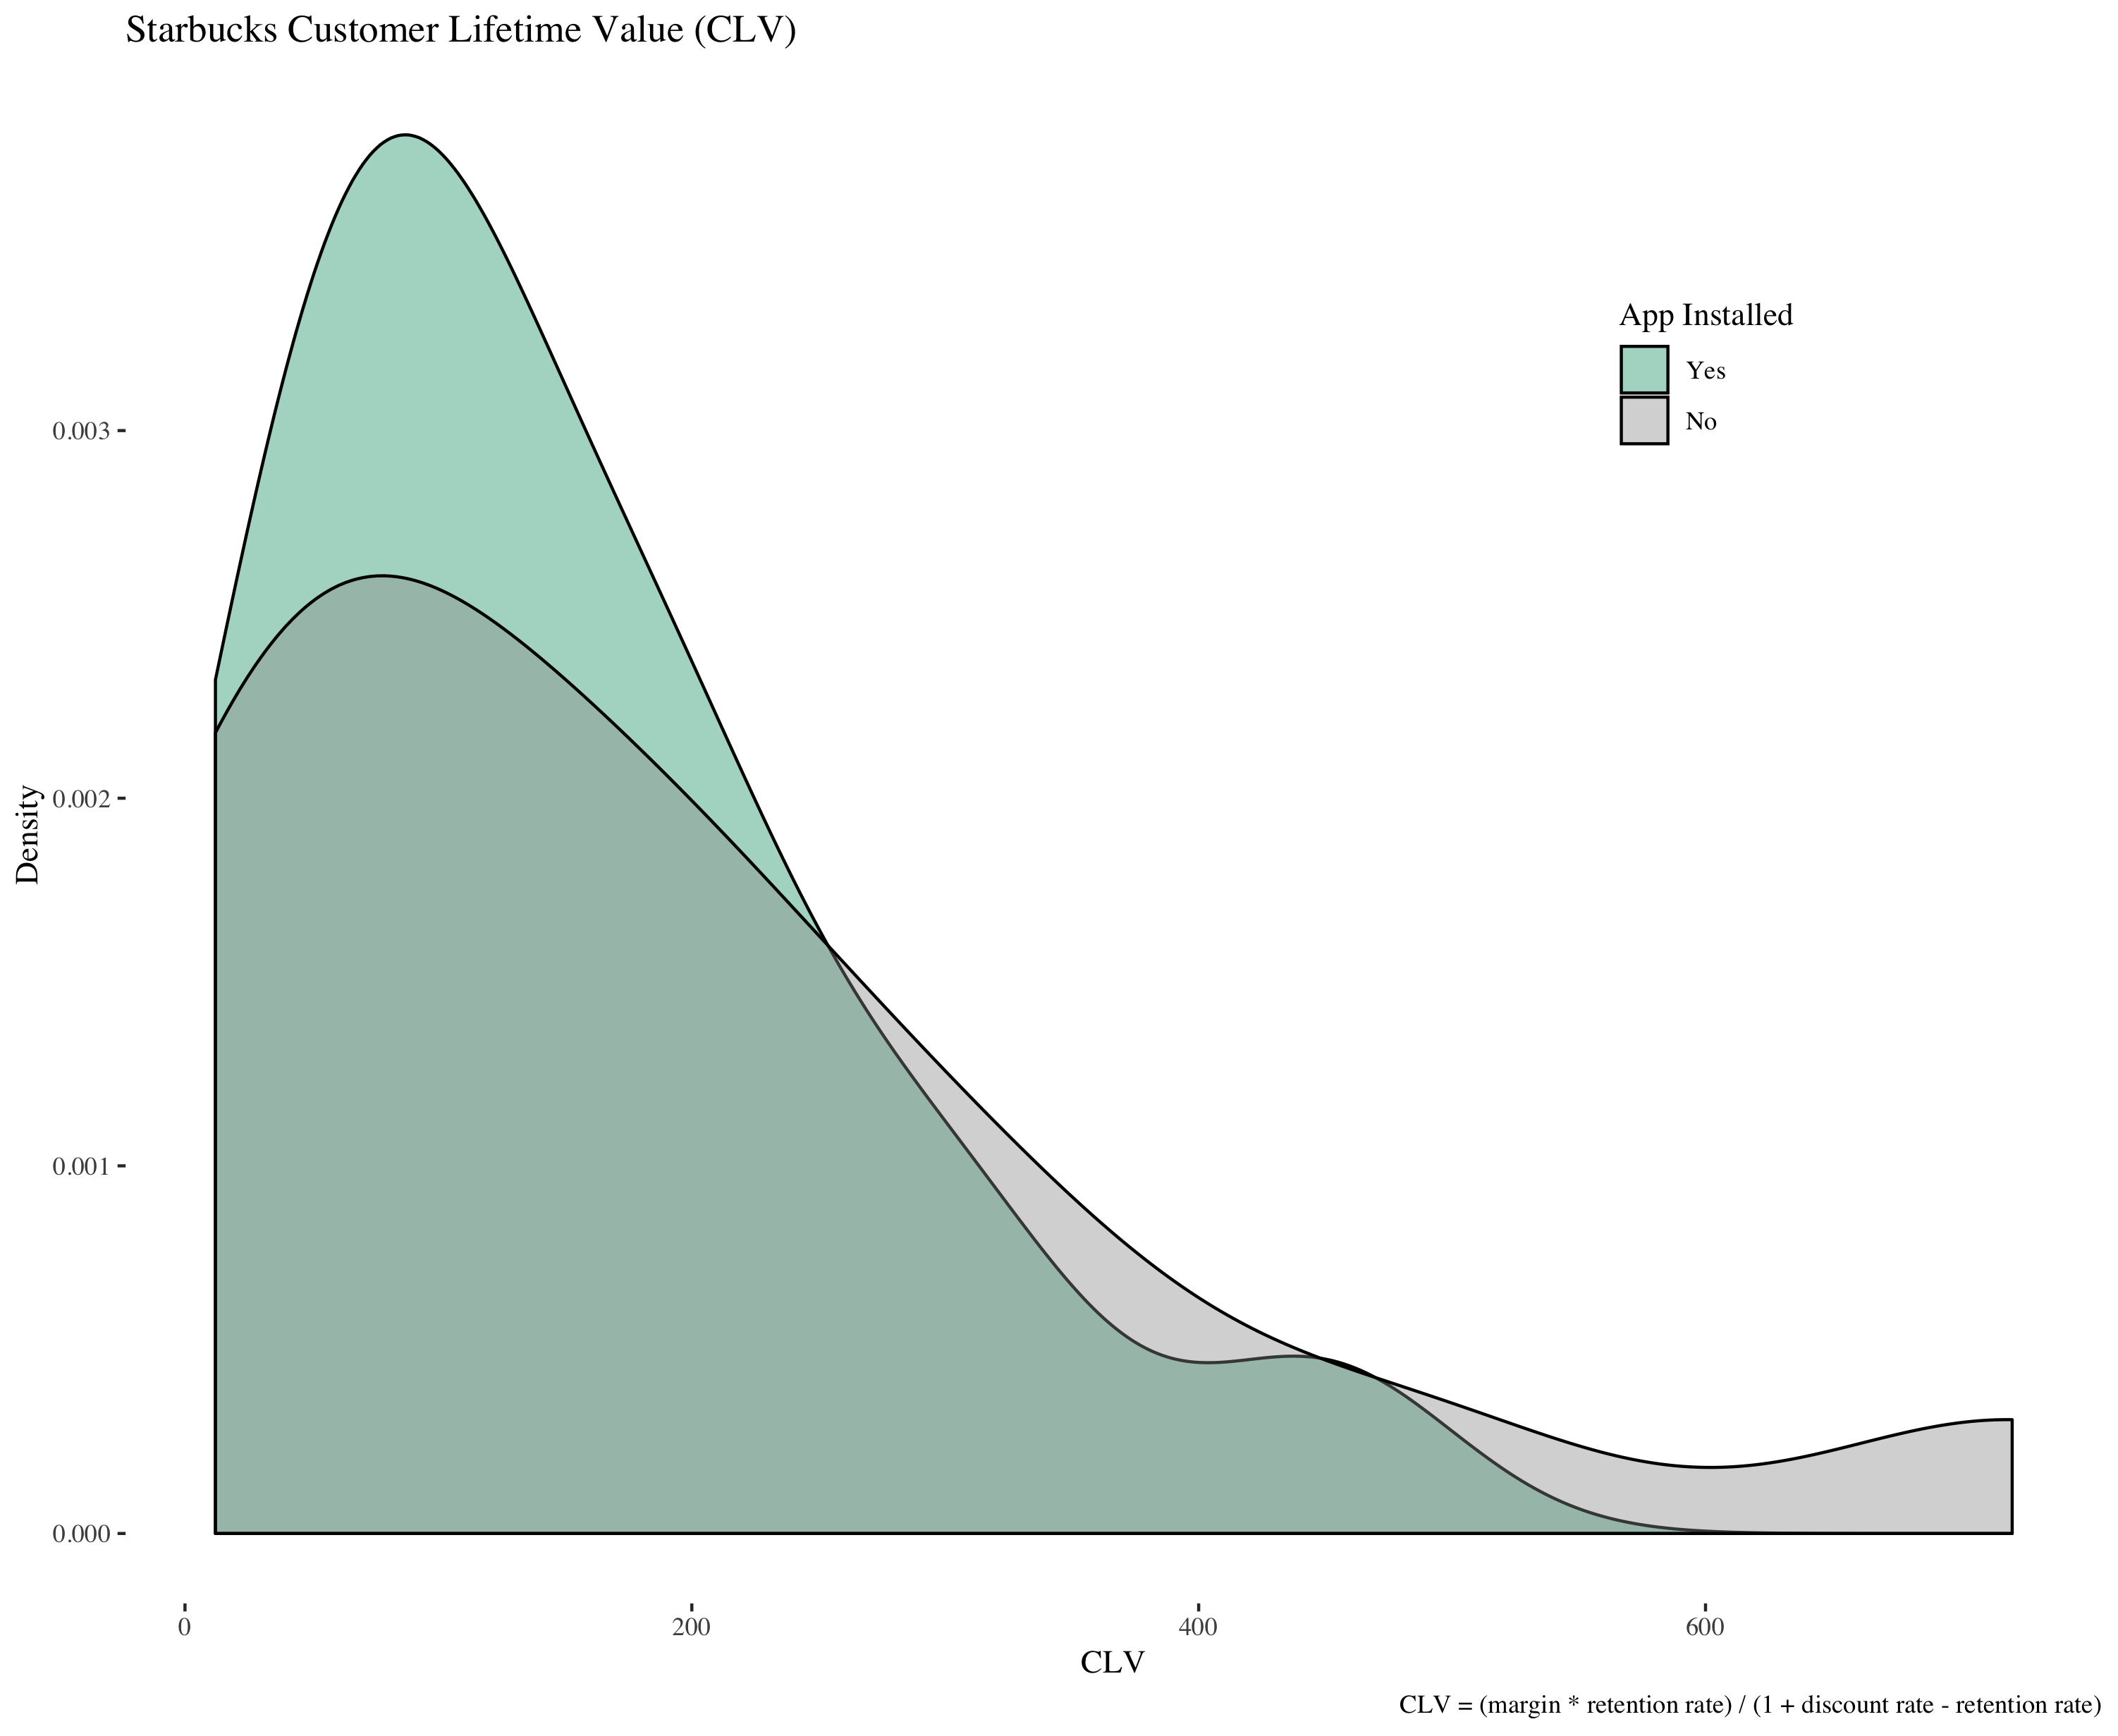 Starbucks Customer Lifetime Value (CLV)
App Installed
Yes
No
Density
0.003
0.002
0.001
0.000
0
200
400
600
CLV
CLV = (margin * retention rate) / (1 + discount rate - retention rate)